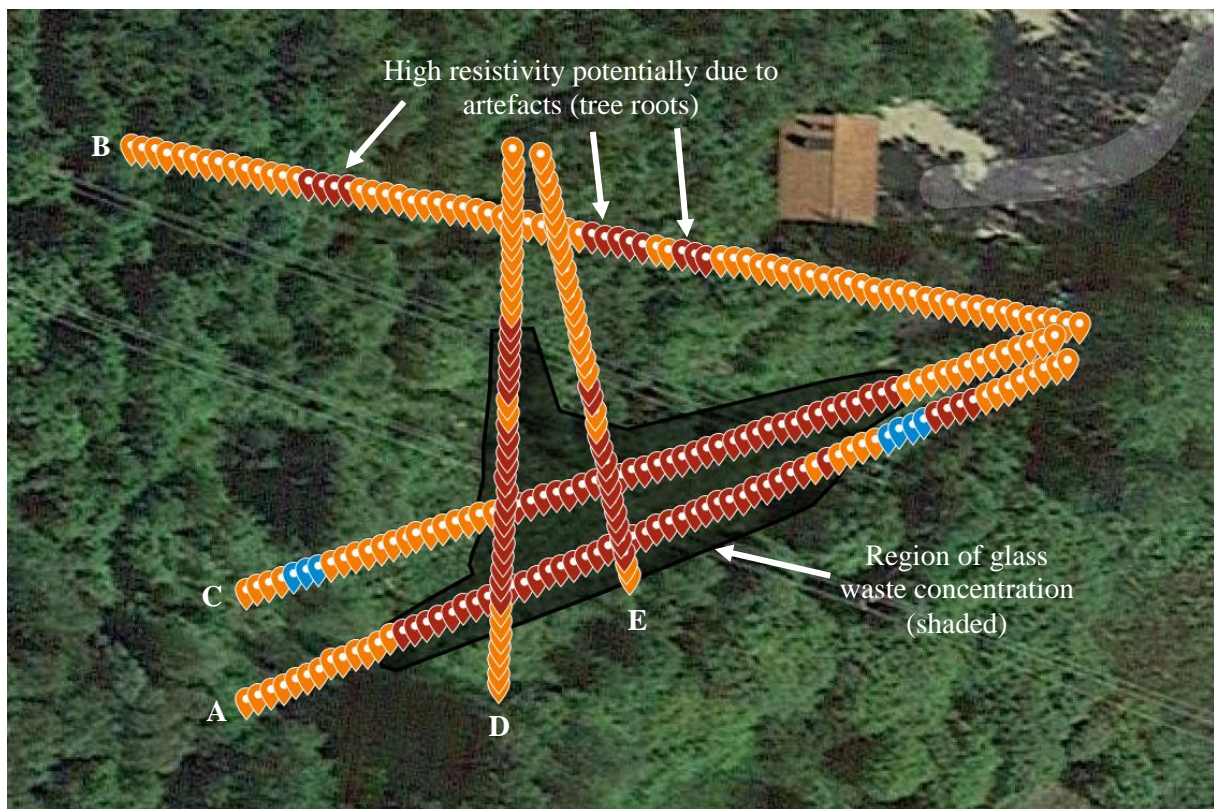 High resistivity potentially due to
artefacts (tree roots)
B
C
A
D
E
Region of glass
waste concentration
(shaded)